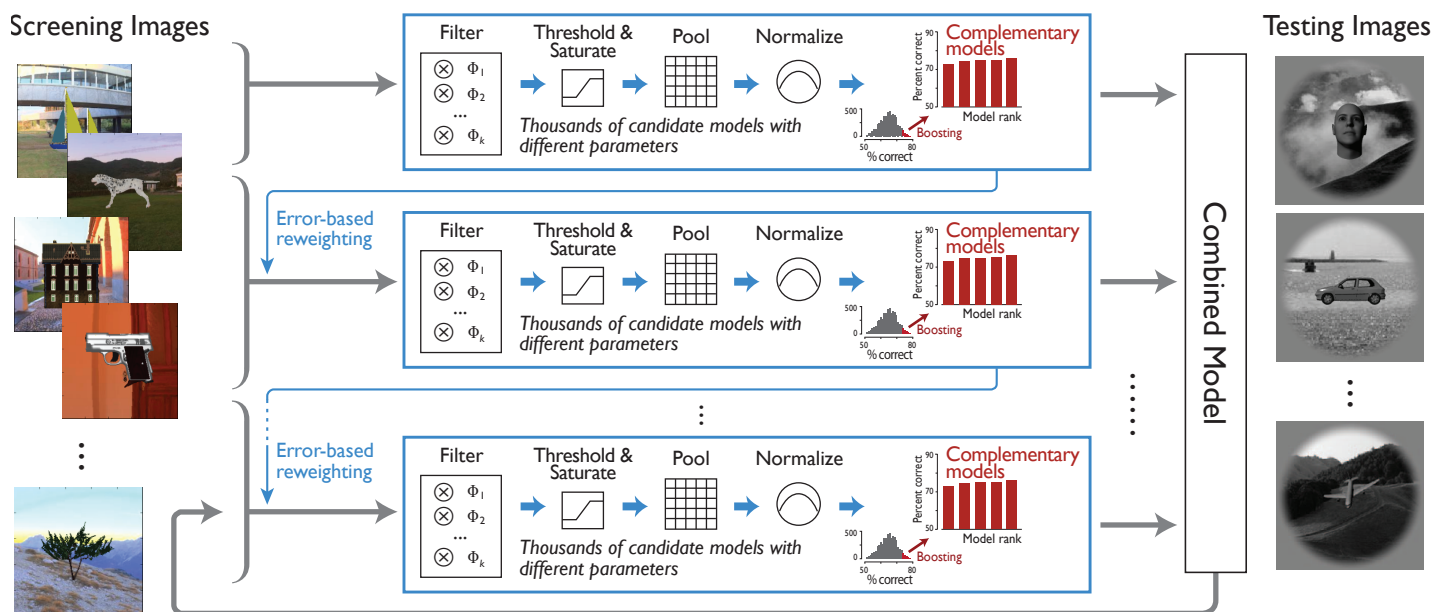 Screening Images
Testing Images
Filter
Threshold &
Saturate
Pool
Normalize
Complementary
models
Φ1
Φ2
...
Φk
Thousands of candidate models with
different parameters
500
0
50
80
% correct
Boosting
Percent correct
90
70
50
Model rank
Error-based
reweighting
Filter
Threshold &
Saturate
Pool
Normalize
Complementary
models
Φ1
Φ2
...
Φk
Thousands of candidate models with
different parameters
500
0
50
80
% correct
Boosting
Percent correct
90
70
50
Model rank
...
Error-based
reweighting
Filter
Threshold &
Saturate
Pool
Normalize
Complementary
models
Φ1
Φ2
...
Φk
Thousands of candidate models with
different parameters
500
0
50
80
% correct
Boosting
Percent correct
90
70
50
Model rank
Combined Model